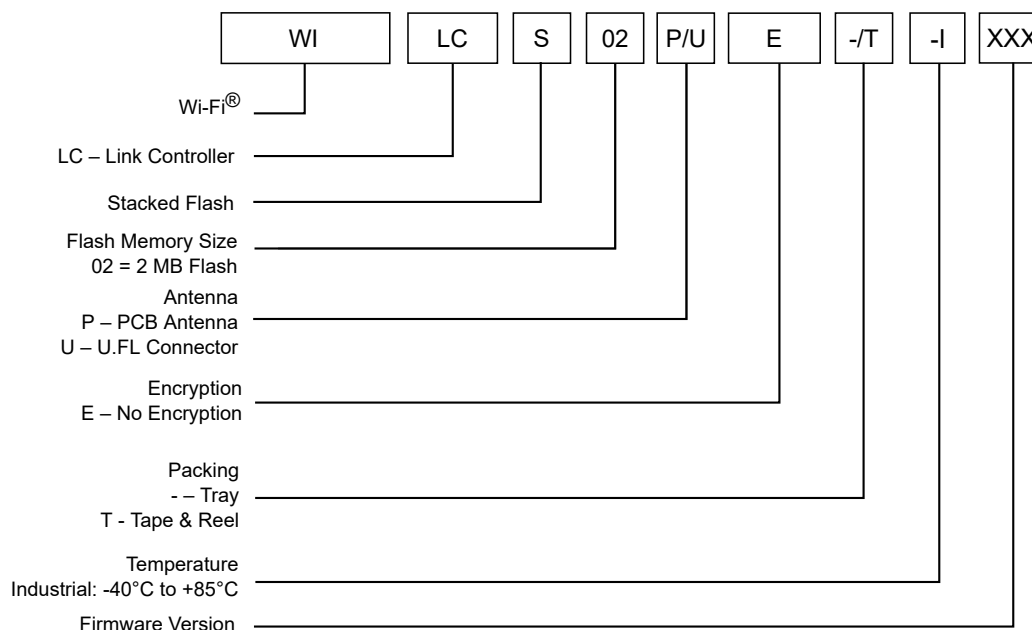 WI LC S 02 P/U E -/T -I XXX
Wi-Fi®
LC – Link Controller
Stacked Flash
Flash Memory Size
02 = 2 MB Flash
Antenna
P – PCB Antenna
U – U.FL Connector
Encryption
E – No Encryption
Packing
- – Tray
T - Tape & Reel
Temperature
Industrial: -40°C to +85°C
Firmware Version